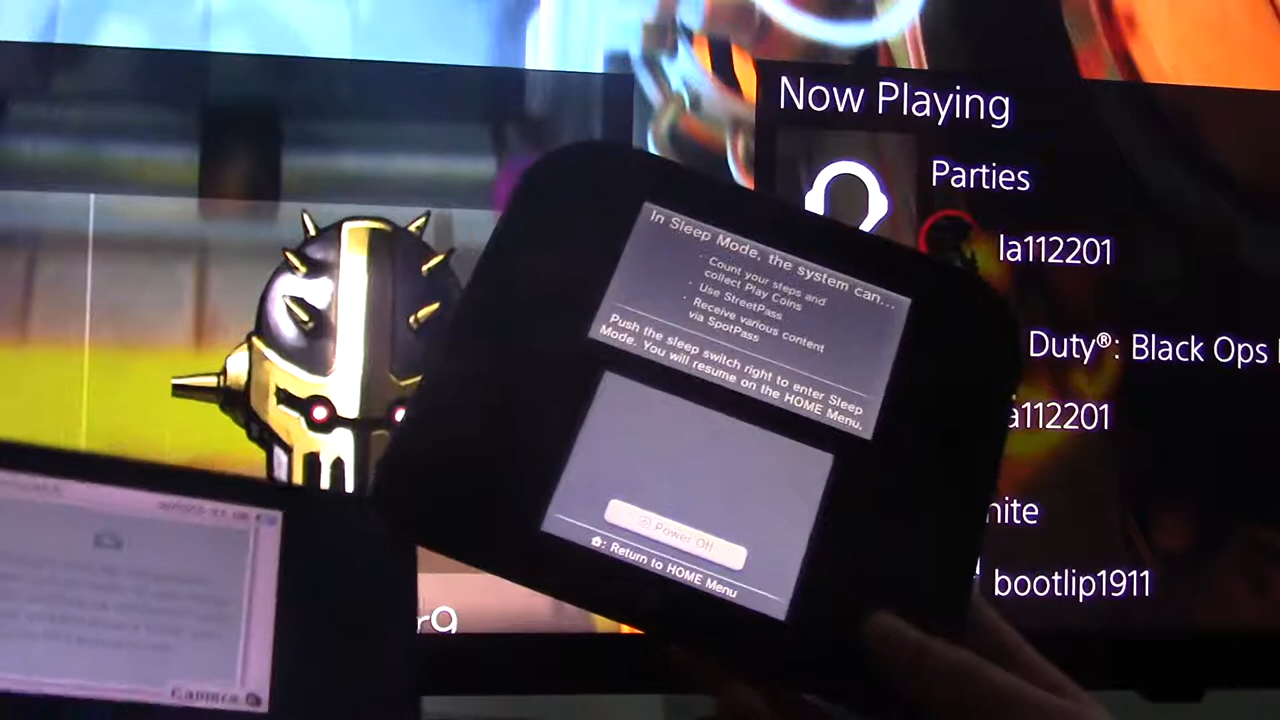 Now Playing
Parties
la112201
Duty®: Black Ops
a112201
nite
bootlip1911
r9
In Sleep Mode, the system can...
· Count your steps and
collect Play Coins
· Use StreetPass
· Receive various content
via SpotPass
Push the sleep switch right to enter Sleep
Mode. You will resume on the HOME Menu.
Power Off
: Return to HOME Menu
Camera